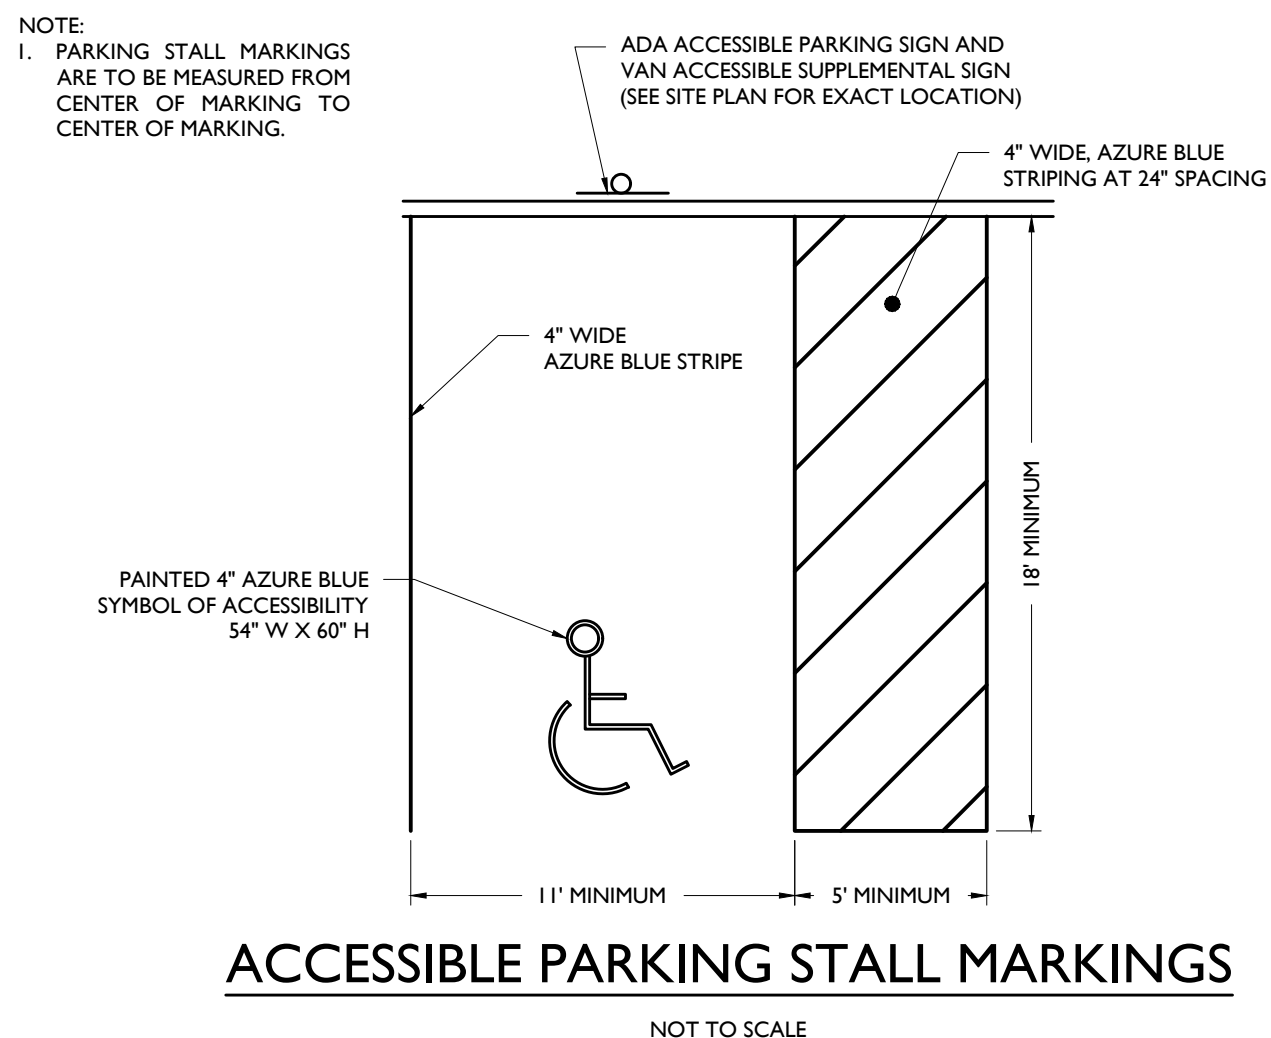 NOTE:
1. PARKING STALL MARKINGS
ARE TO BE MEASURED FROM
CENTER OF MARKING TO
CENTER OF MARKING.
ADA ACCESSIBLE PARKING SIGN AND
VAN ACCESSIBLE SUPPLEMENTAL SIGN
(SEE SITE PLAN FOR EXACT LOCATION)
4" WIDE, AZURE BLUE
STRIPING AT 24" SPACING
4" WIDE
AZURE BLUE STRIPE
18' MINIMUM
PAINTED 4" AZURE BLUE
SYMBOL OF ACCESSIBILITY
54" W X 60" H
11' MINIMUM
5' MINIMUM
ACCESSIBLE PARKING STALL MARKINGS
NOT TO SCALE